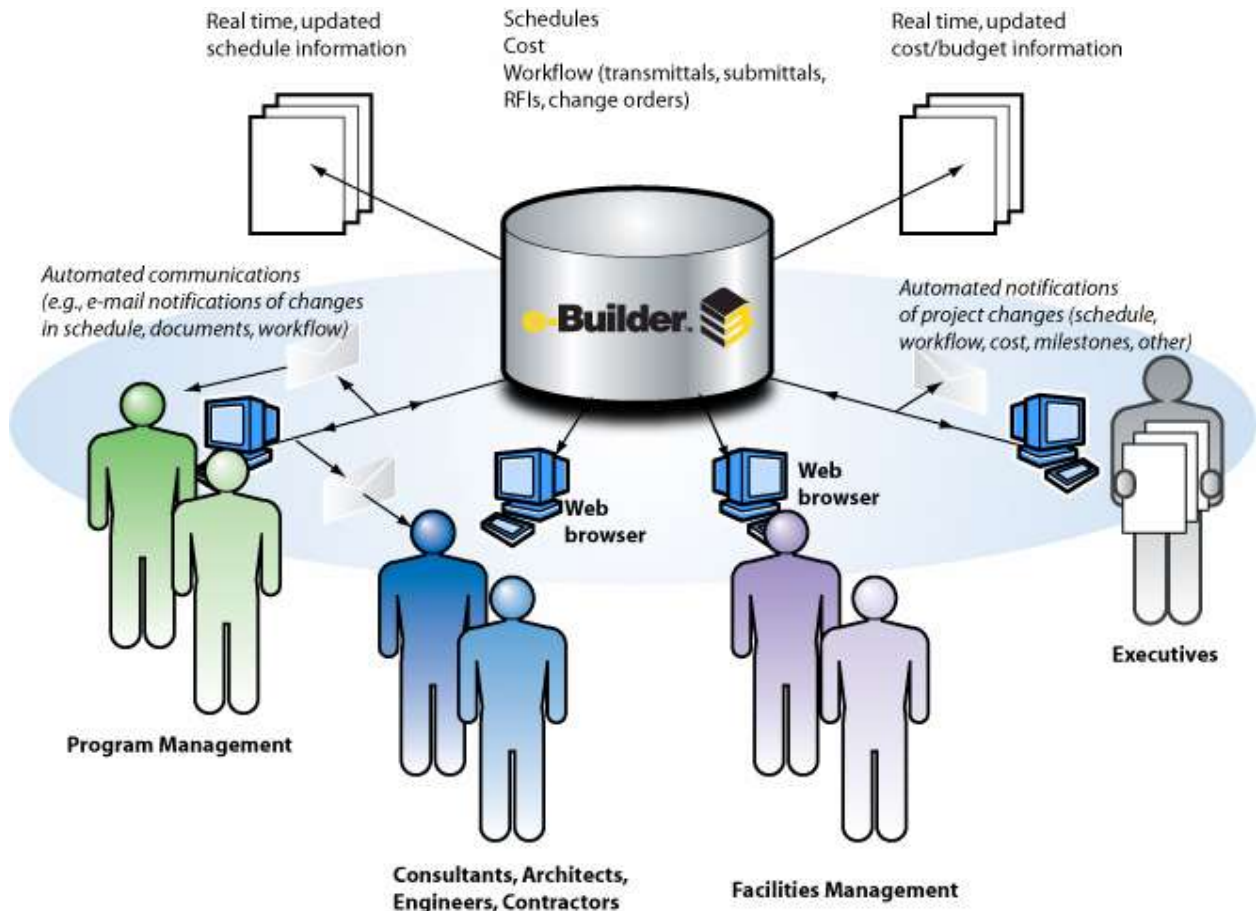 Real time, updated
schedule information
Schedules
Cost
Workflow (transmittals, submittals,
RFIs, change orders)
Real time, updated
cost/budget information
Automated communications
(e.g., e-mail notifications of changes
in schedule, documents, workflow)
e-Builder™
Automated notifications
of project changes (schedule,
workflow, cost, milestones, other)
Web
browser
Web
browser
Executives
Program Management
Consultants, Architects,
Engineers, Contractors
Facilities Management